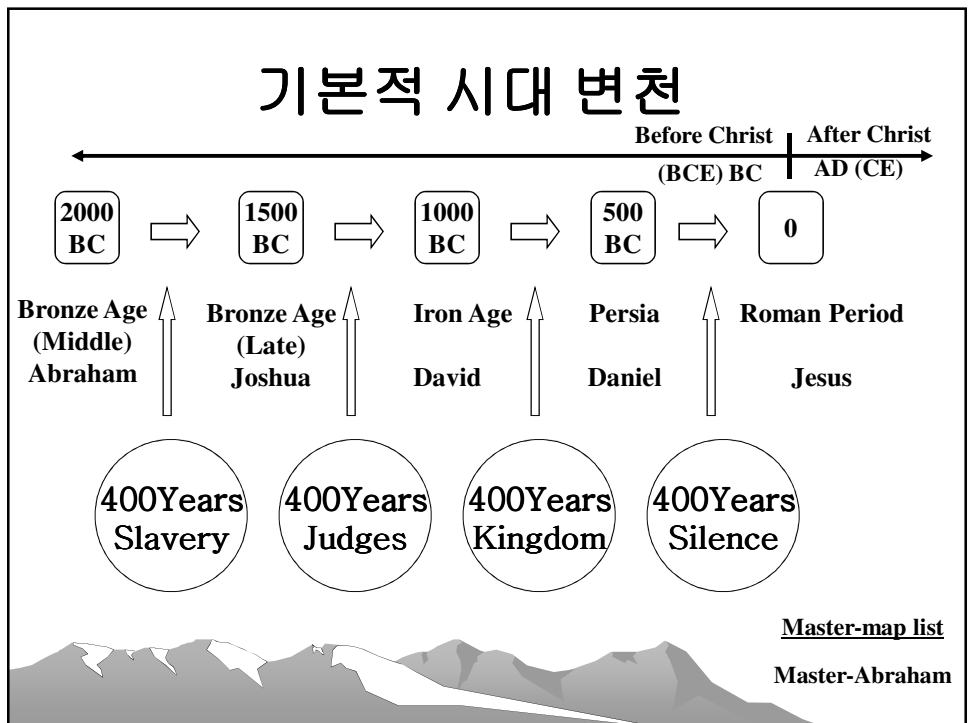 기본적 시대 변천
Before Christ
After Christ
(BCE) BC
AD (CE)
2000
BC
1500
BC
1000
BC
500
BC
0
Bronze Age
(Middle)
Abraham
Bronze Age
(Late)
Joshua
Iron Age
David
Persia
Daniel
Roman Period
Jesus
400Years
Slavery
400Years
Judges
400Years
Kingdom
400Years
Silence
Master-map list
Master-Abraham